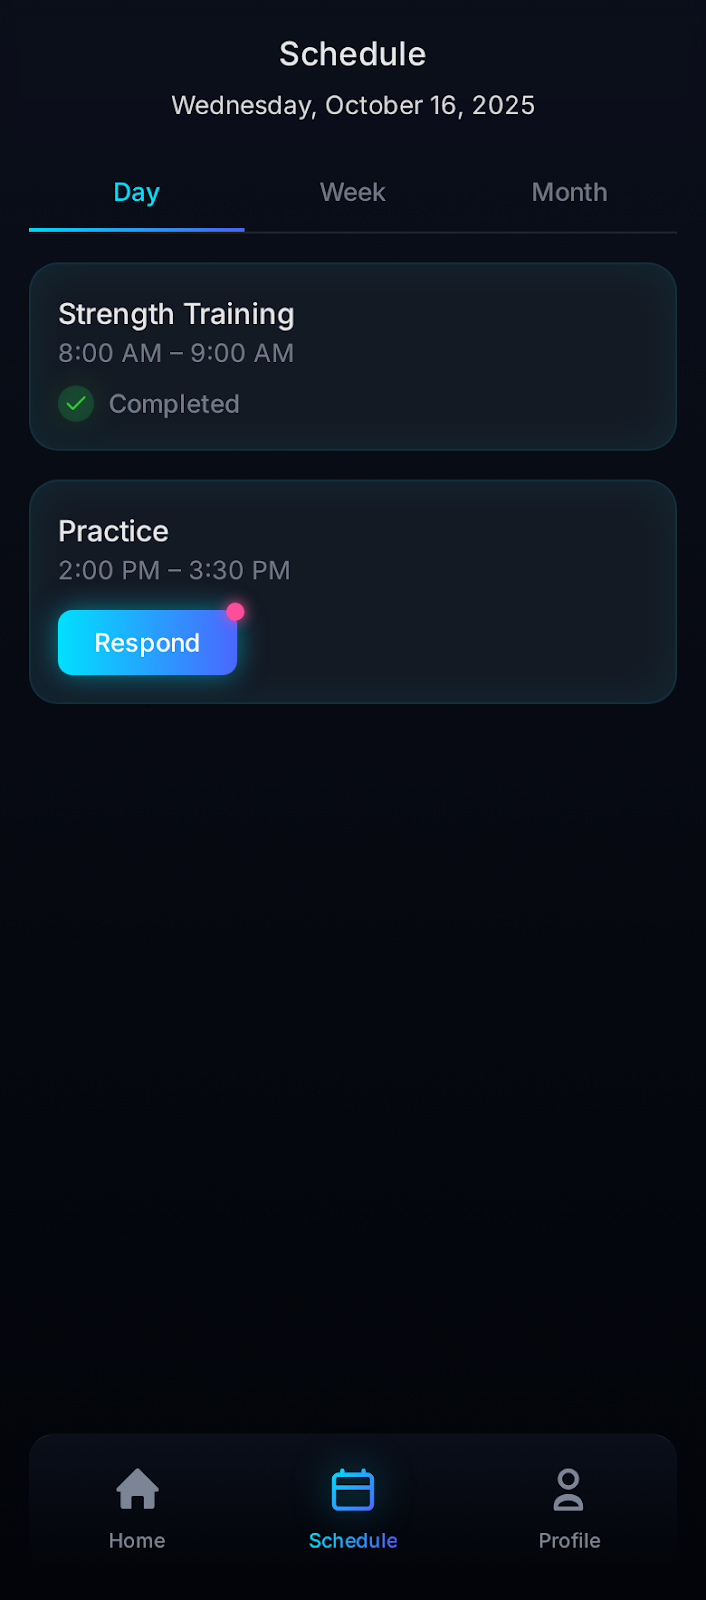 Schedule
Wednesday, October 16, 2025
Day Week Month
Strength Training
8:00 AM – 9:00 AM
Completed
Practice
2:00 PM – 3:30 PM
Respond
Home Schedule Profile